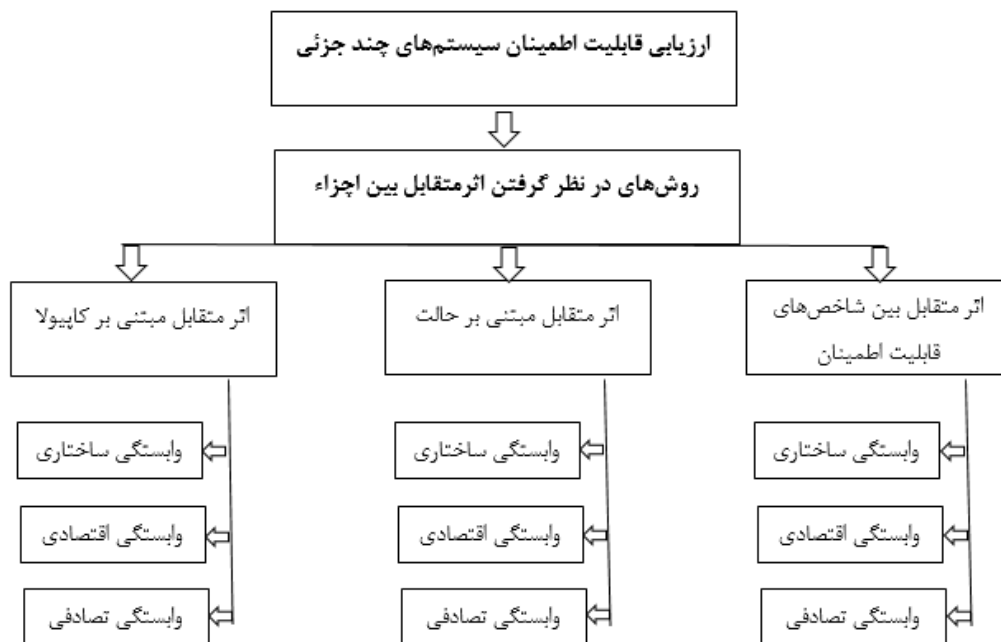 ارزیابی قابلیت اطمینان سیستم‌های چند جزئی
روش‌های در نظر گرفتن اثرمتقابل بین اچزاء
اثر متقابل بین شاخص‌های
قابلیت اطمینان
اثر متقابل مبتنی بر حالت
اثر متقابل مبتنی بر کاپیولا
وابستگی ساختاری
وابستگی ساختاری
وابستگی ساختاری
وابستگی اقتصادی
وابستگی اقتصادی
وابستگی اقتصادی
وابستگی تصادفی
وابستگی تصادفی
وابستگی تصادفی